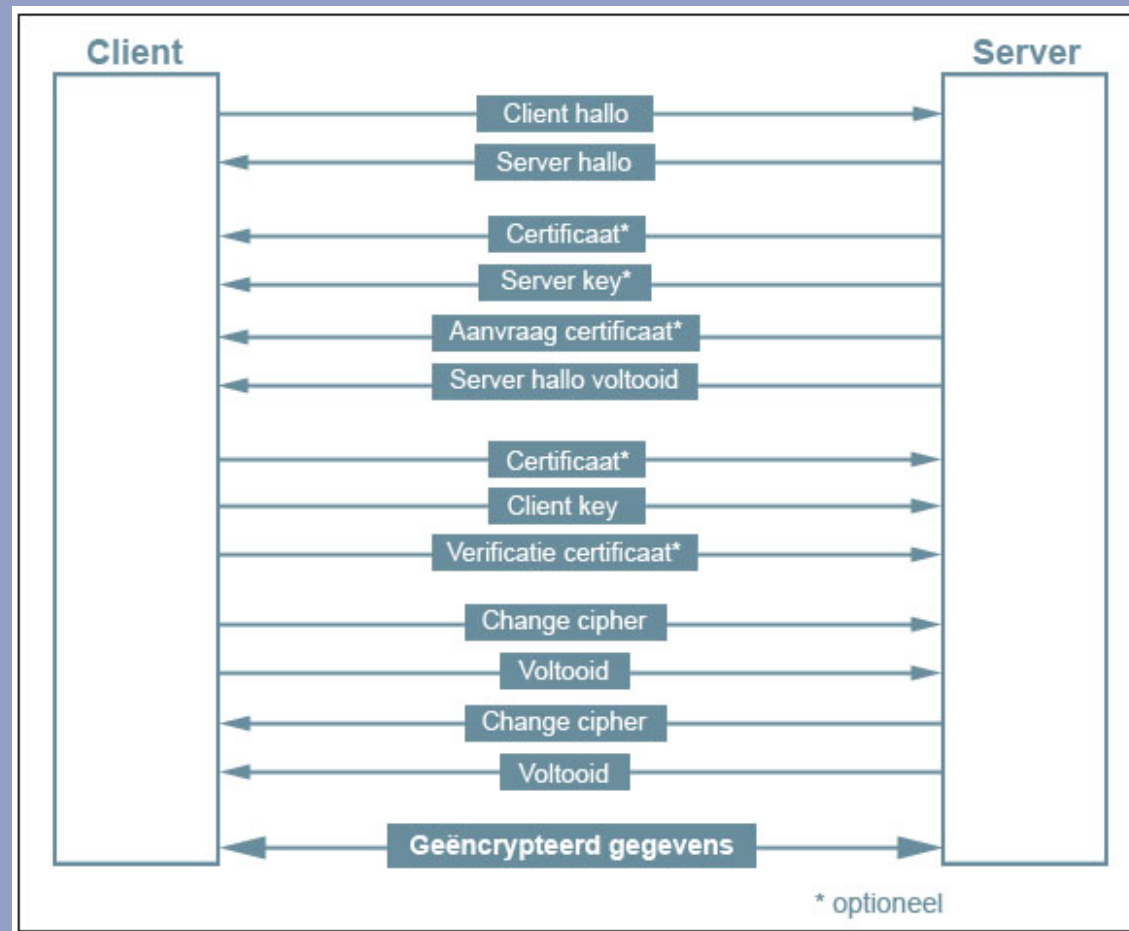 Client
Server
Client hallo
Server hallo
Certificaat*
Server key*
Aanvraag certificaat*
Server hallo voltooid
Certificaat*
Client key
Verificatie certificaat*
Change cipher
Voltooid
Change cipher
Voltooid
Geëncrypteerd gegevens
* optioneel